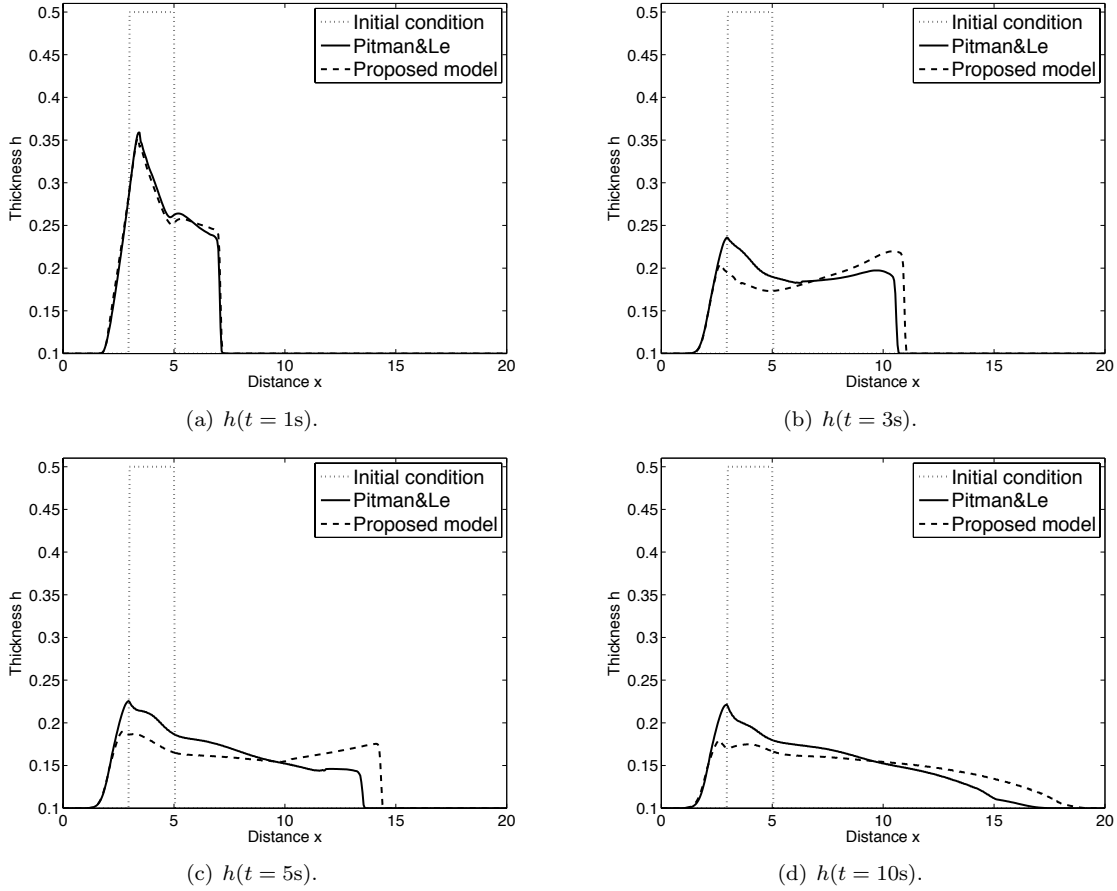 0.5
0.45
0.4
0.35
0.3
0.25
0.2
0.15
0.1
Thickness h
Initial condition
Pitman&Le
Proposed model
0 5 10 15 20
Distance x
(a) h(t = 1s).
0.5
0.45
0.4
0.35
0.3
0.25
0.2
0.15
0.1
Thickness h
Initial condition
Pitman&Le
Proposed model
0 5 10 15 20
Distance x
(b) h(t = 3s).
0.5
0.45
0.4
0.35
0.3
0.25
0.2
0.15
0.1
Thickness h
Initial condition
Pitman&Le
Proposed model
0 5 10 15 20
Distance x
(c) h(t = 5s).
0.5
0.45
0.4
0.35
0.3
0.25
0.2
0.15
0.1
Thickness h
Initial condition
Pitman&Le
Proposed model
0 5 10 15 20
Distance x
(d) h(t = 10s).